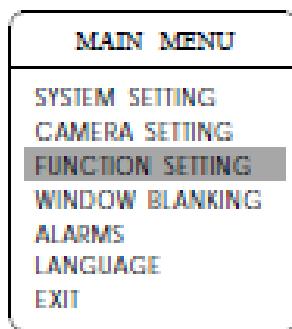 MAIN MENU
SYSTEM SETTING
CAMERA SETTING
FUNCTION SETTING
WINDOW BLANKING
ALARMS
LANGUAGE
EXIT